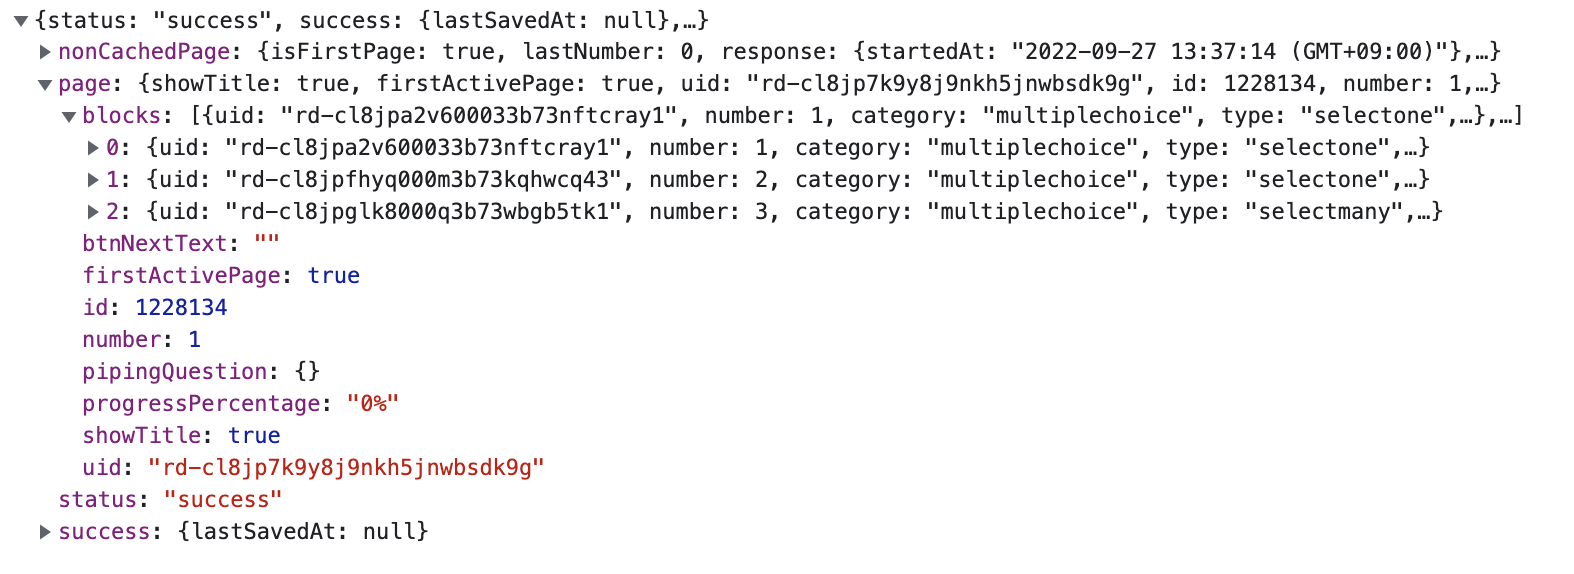 ▼{status: "success", success: {lastSavedAt: null},…}
▶nonCachedPage: {isFirstPage: true, lastNumber: 0, response: {startedAt: "2022-09-27 13:37:14 (GMT+09:00)"},…}
▼page: {showTitle: true, firstActivePage: true, uid: "rd-cl8jp7k9y8j9nkh5jnwbsdk9g", id: 1228134, number: 1,…}
▼blocks: [{uid: "rd-cl8jpa2v600033b73nftcray1", number: 1, category: "multiplechoice", type: "selectone",…},…]
▶0: {uid: "rd-cl8jpa2v600033b73nftcray1", number: 1, category: "multiplechoice", type: "selectone",…}
▶1: {uid: "rd-cl8jpfhyq000m3b73kqhwcq43", number: 2, category: "multiplechoice", type: "selectone",…}
▶2: {uid: "rd-cl8jpglk8000q3b73wbgb5tk1", number: 3, category: "multiplechoice", type: "selectmany",…}
btnNextText: ""
firstActivePage: true
id: 1228134
number: 1
pipingQuestion: {}
progressPercentage: "0%"
showTitle: true
uid: "rd-cl8jp7k9y8j9nkh5jnwbsdk9g"
status: "success"
▶success: {lastSavedAt: null}